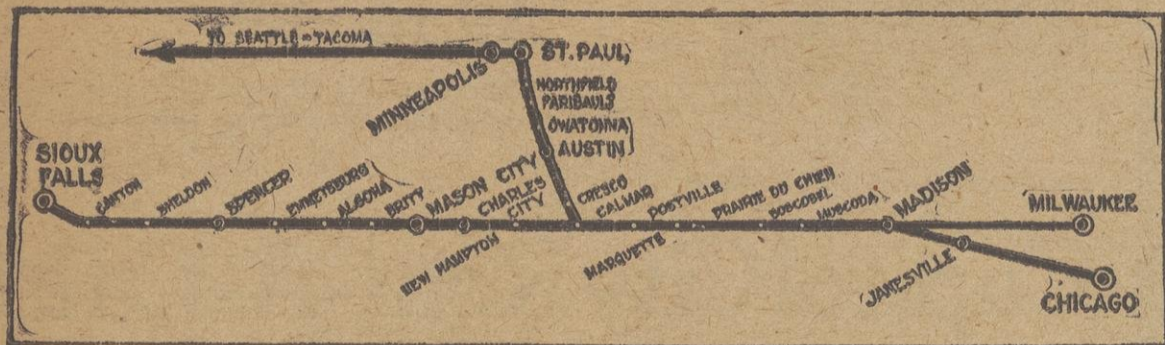 TO SEATTLE-TACOMA
ST. PAUL
MINNEAPOLIS
NORTHFIELD
FARIBAULS
OWATONNA
AUSTIN
SIOUX
FALLS
CANTON
SHELDON
SPENCER
EMMETSBURG
ALGONA
BRITT
MASON CITY
CHARLES
CITY
NEW HAMPTON
CRESCO
CALMAR
POSTVILLE
MARQUETTE
PRAIRIE DU CHIEN
BOSCOBEL
MUSCODA
MADISON
JANESVILLE
MILWAUKEE
CHICAGO